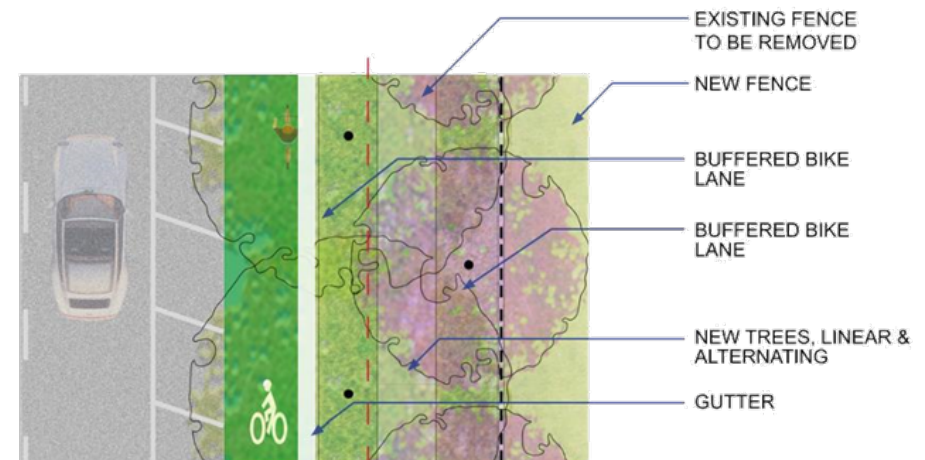 EXISTING FENCE
TO BE REMOVED
NEW FENCE
BUFFERED BIKE
LANE
BUFFERED BIKE
LANE
NEW TREES, LINEAR &
ALTERNATING
GUTTER